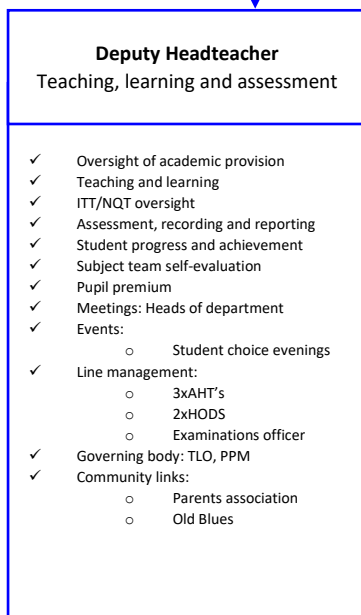 Deputy Headteacher
Teaching, learning and assessment
✓ Oversight of academic provision
✓ Teaching and learning
✓ ITT/NQT oversight
✓ Assessment, recording and reporting
✓ Student progress and achievement
✓ Subject team self-evaluation
✓ Pupil premium
✓ Meetings: Heads of department
✓ Events:
o Student choice evenings
✓ Line management:
o 3xAHT's
o 2xHODS
o Examinations officer
✓ Governing body: TLO, PPM
✓ Community links:
o Parents association
o Old Blues